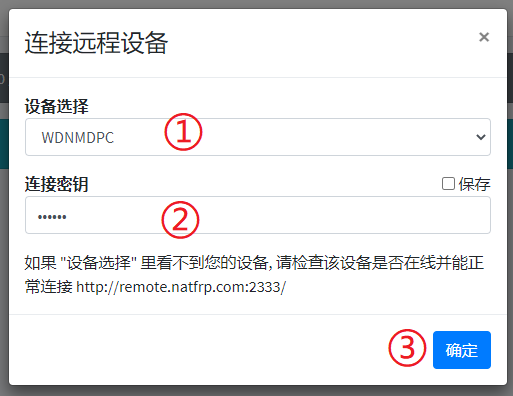 连接远程设备 ×
设备选择
WDNMDPC ①
连接密钥 保存
•••••• ②
如果 "设备选择" 里看不到您的设备, 请检查该设备是否在线并能正
常连接 http://remote.natfrp.com:2333/
③ 确定